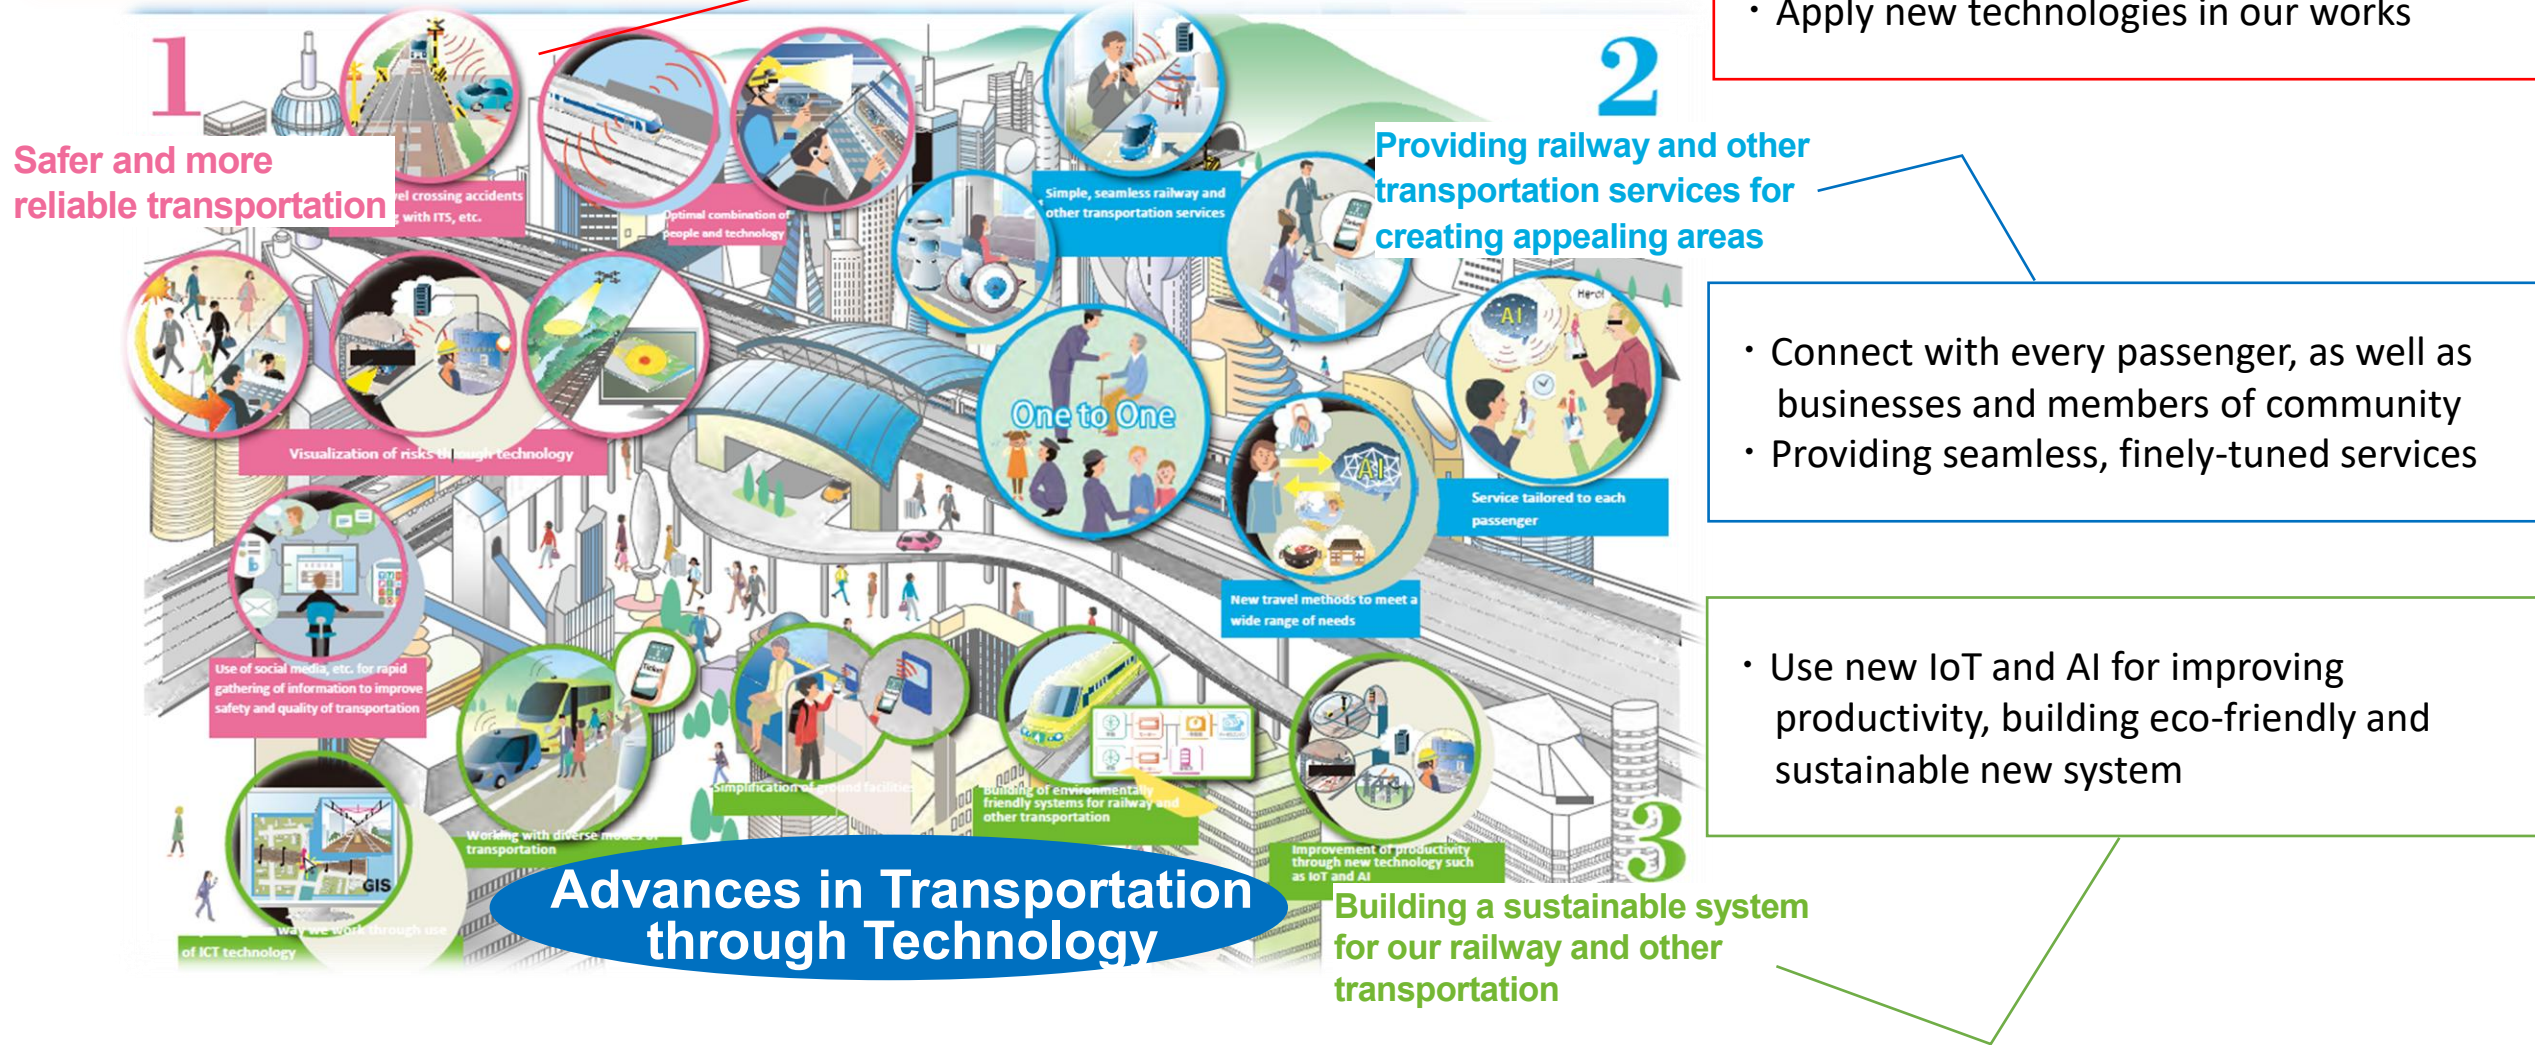 ・Apply new technologies in our works
1
2
Safer and more
reliable transportation
crossing accidents
with ITS, etc.
Optimal combination of
people and technology
Simple, seamless railway and
other transportation services
Ticket
Providing railway and other
transportation services for
creating appealing areas
AI
One to One
AI
・Connect with every passenger, as well as
businesses and members of community
・Providing seamless, finely-tuned services
Visualization of risks through technology
Service tailored to each
passenger
New travel methods to meet a
wide range of needs
Use of social media, etc. for rapid
gathering of information to improve
safety and quality of transportation
Ticket
・Use new IoT and AI for improving
productivity, building eco-friendly and
sustainable new system
Simplification of ground facilities
Building of environmentally
friendly systems for railway and
other transportation
Working with diverse modes of
transportation
GIS
3
Improvement of productivity
through new technology such
as IoT and AI
way we work through use
of ICT technology
Advances in Transportation
through Technology
Building a sustainable system
for our railway and other
transportation